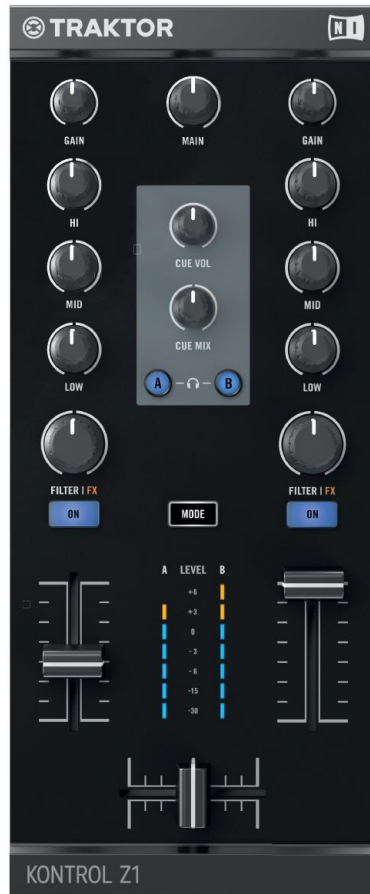 TRAKTOR NI
GAIN MAIN GAIN
HI HI
CUE VOL
MID MID
CUE MIX
LOW LOW
A B
FILTER | FX FILTER | FX
ON MODE ON
A LEVEL B
+6
+3
0
-3
-6
-15
-30
KONTROL Z1